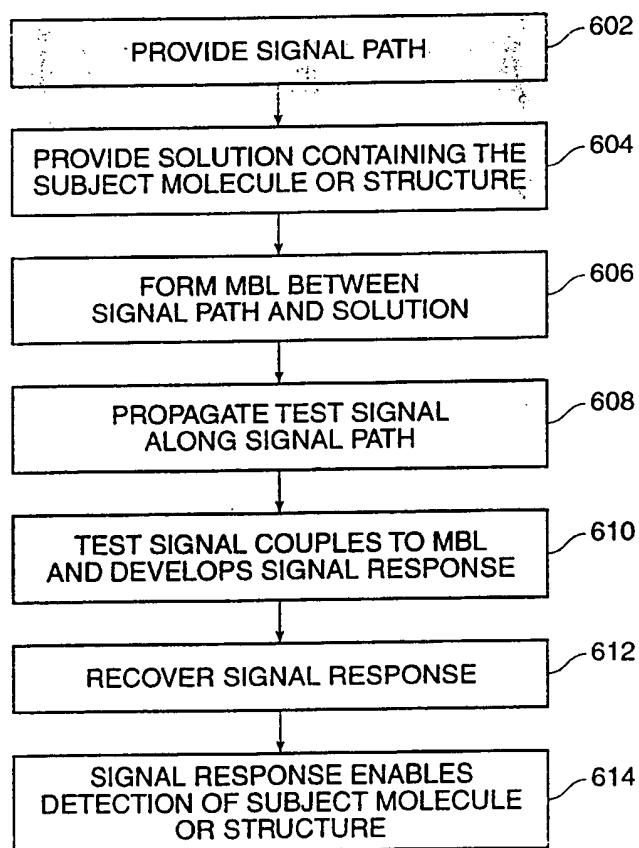 PROVIDE SIGNAL PATH
602
PROVIDE SOLUTION CONTAINING THE
SUBJECT MOLECULE OR STRUCTURE
604
FORM MBL BETWEEN
SIGNAL PATH AND SOLUTION
606
PROPAGATE TEST SIGNAL
ALONG SIGNAL PATH
608
TEST SIGNAL COUPLES TO MBL
AND DEVELOPS SIGNAL RESPONSE
610
RECOVER SIGNAL RESPONSE
612
SIGNAL RESPONSE ENABLES
DETECTION OF SUBJECT MOLECULE
OR STRUCTURE
614